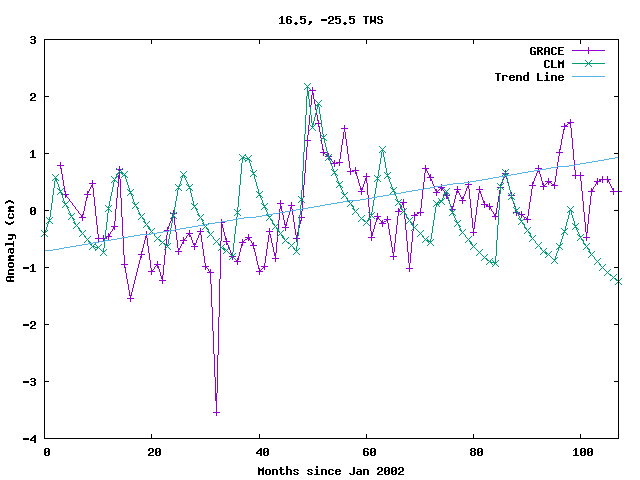 16.5, -25.5 TWS
GRACE
CLM
Trend Line
3
2
1
0
-1
-2
-3
-4
Anomaly (cm)
0 20 40 60 80 100
Months since Jan 2002